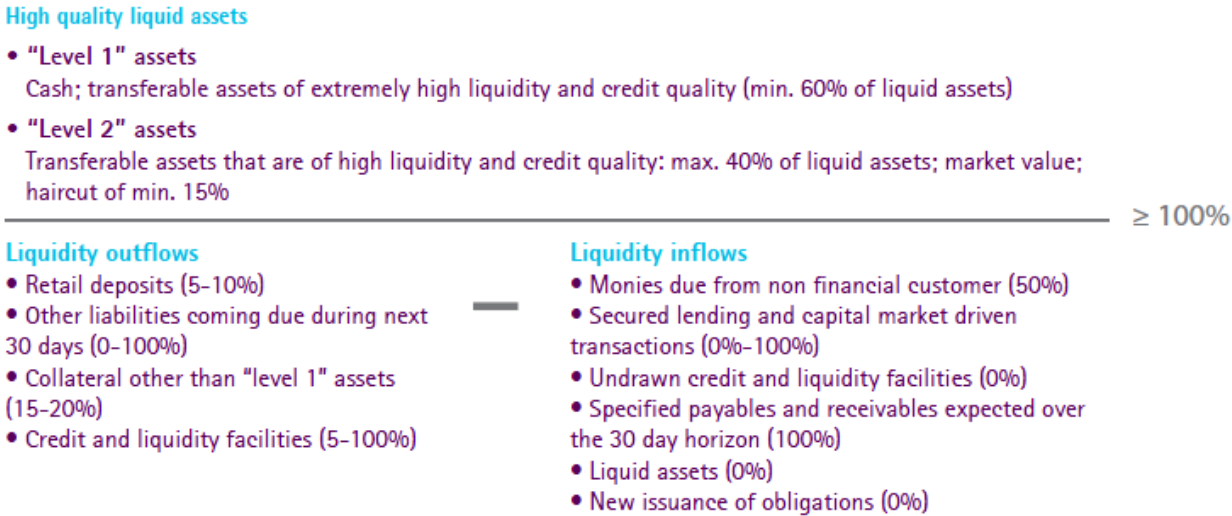 High quality liquid assets
• “Level 1” assets
Cash; transferable assets of extremely high liquidity and credit quality (min. 60% of liquid assets)
• “Level 2” assets
Transferable assets that are of high liquidity and credit quality: max. 40% of liquid assets; market value;
haircut of min. 15%
≥ 100%
Liquidity outflows
• Retail deposits (5-10%)
• Other liabilities coming due during next
30 days (0-100%)
• Collateral other than “level 1” assets
(15-20%)
• Credit and liquidity facilities (5-100%)
—
Liquidity inflows
• Monies due from non financial customer (50%)
• Secured lending and capital market driven
transactions (0%-100%)
• Undrawn credit and liquidity facilities (0%)
• Specified payables and receivables expected over
the 30 day horizon (100%)
• Liquid assets (0%)
• New issuance of obligations (0%)